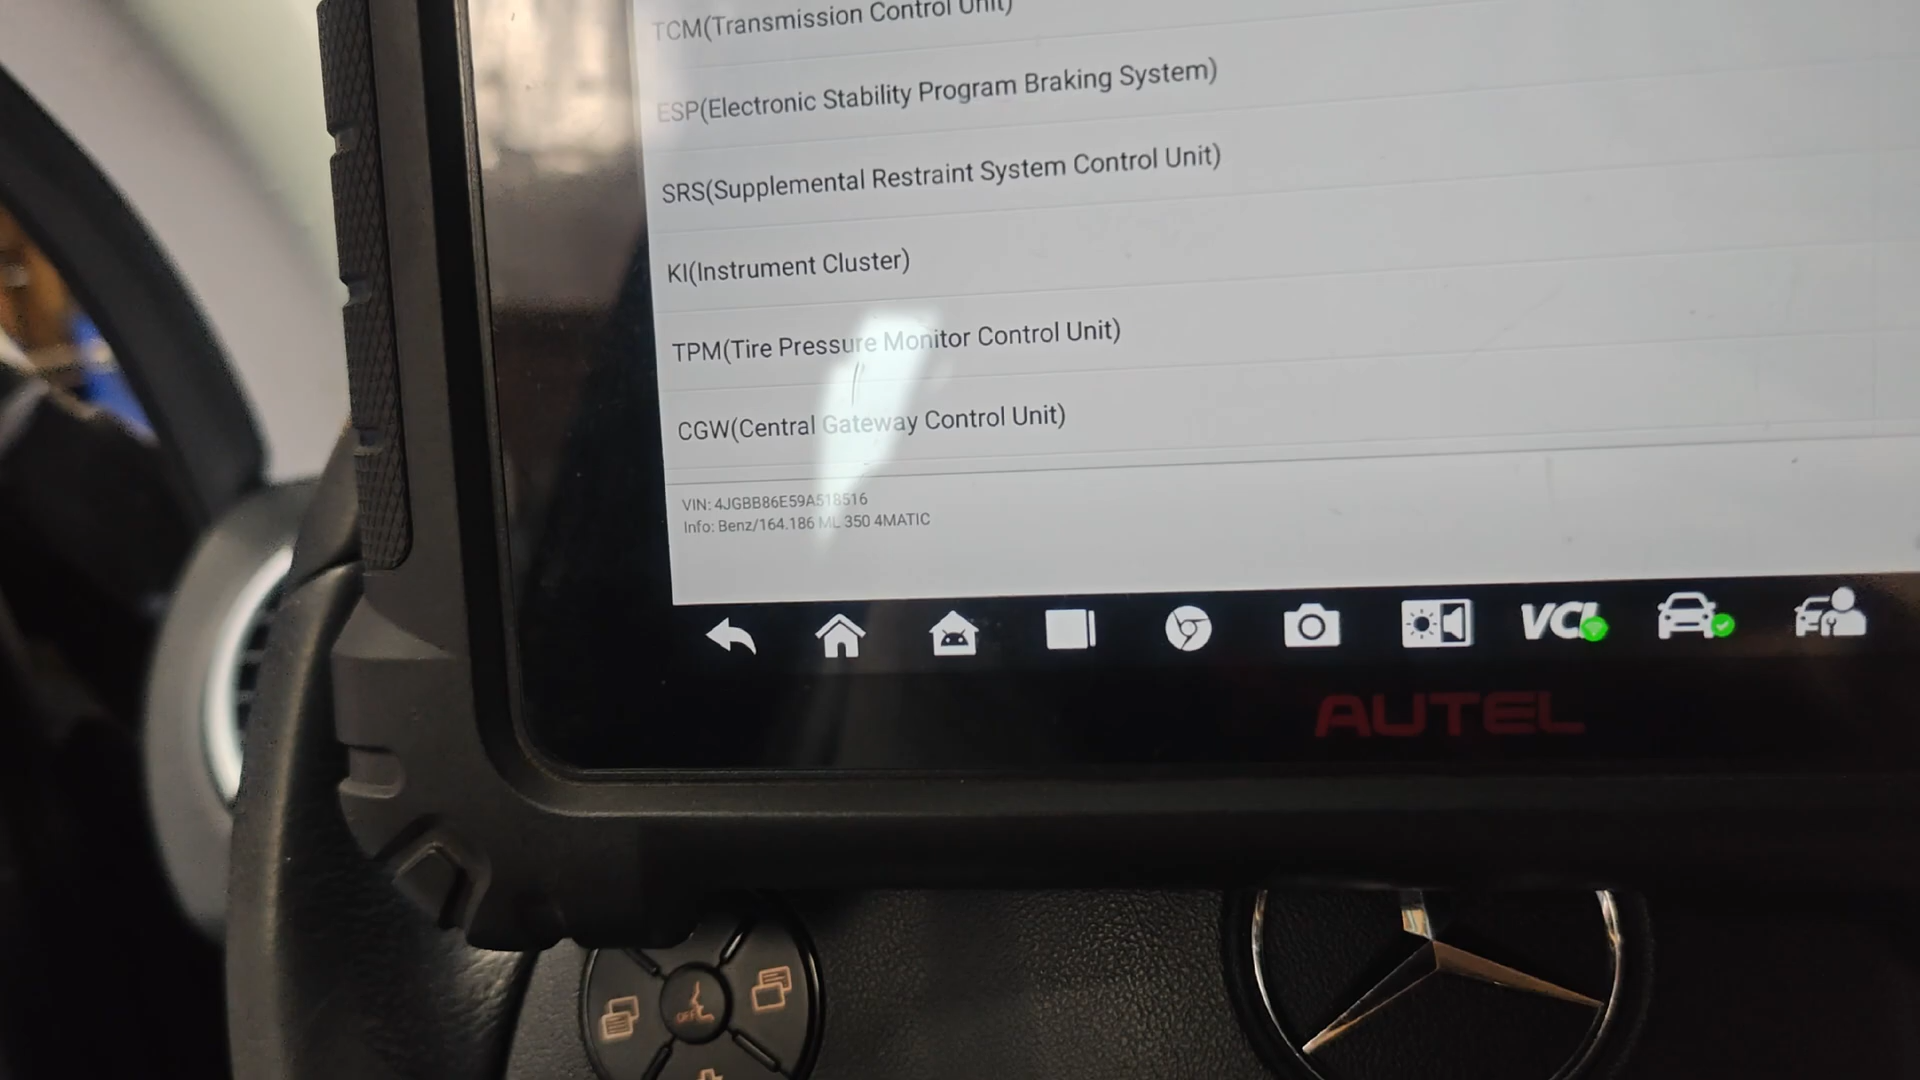 TCM(Transmission Control Unit)
ESP(Electronic Stability Program Braking System)
SRS(Supplemental Restraint System Control Unit)
KI(Instrument Cluster)
TPM(Tire Pressure Monitor Control Unit)
CGW(Central Gateway Control Unit)
VIN: 4JGBB86E59A518516
Info: Benz/164.186 ML 350 4MATIC
VCI
AUTEL
OFF